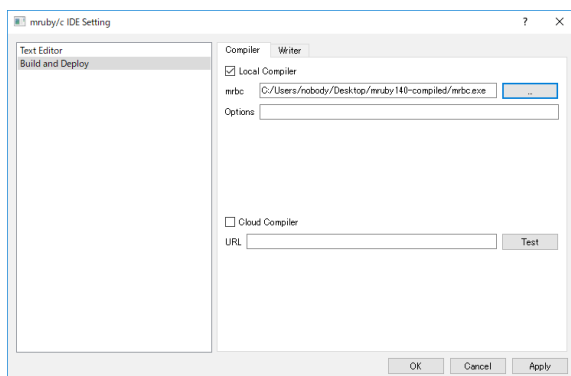 mruby/c IDE Setting
Text Editor
Build and Deploy
Compiler Writer
Local Compiler
mrbc C:/Users/nobody/Desktop/mruby140-compiled/mrbc.exe ..
Options
Cloud Compiler
URL Test
OK Cancel Apply